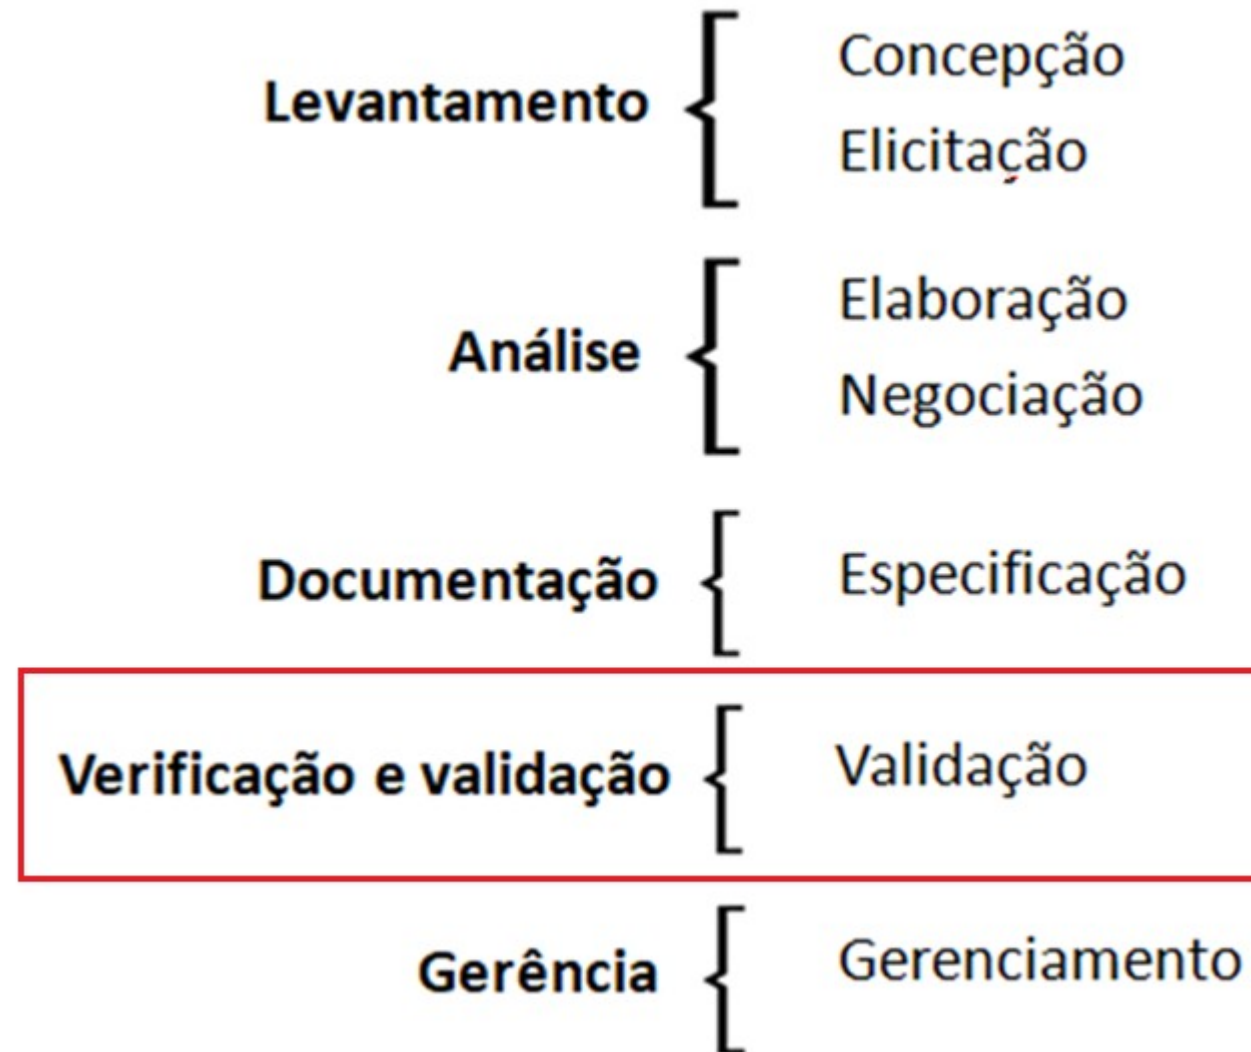 Levantamento
Concepção
Elicitação
Análise
Elaboração
Negociação
Documentação
Especificação
Verificação e validação
Validação
Gerência
Gerenciamento